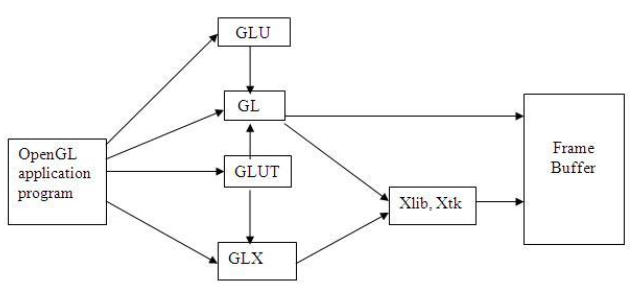 GLU
GL
OpenGL
application
program
GLUT
GLX
Xlib, Xtk
Frame
Buffer